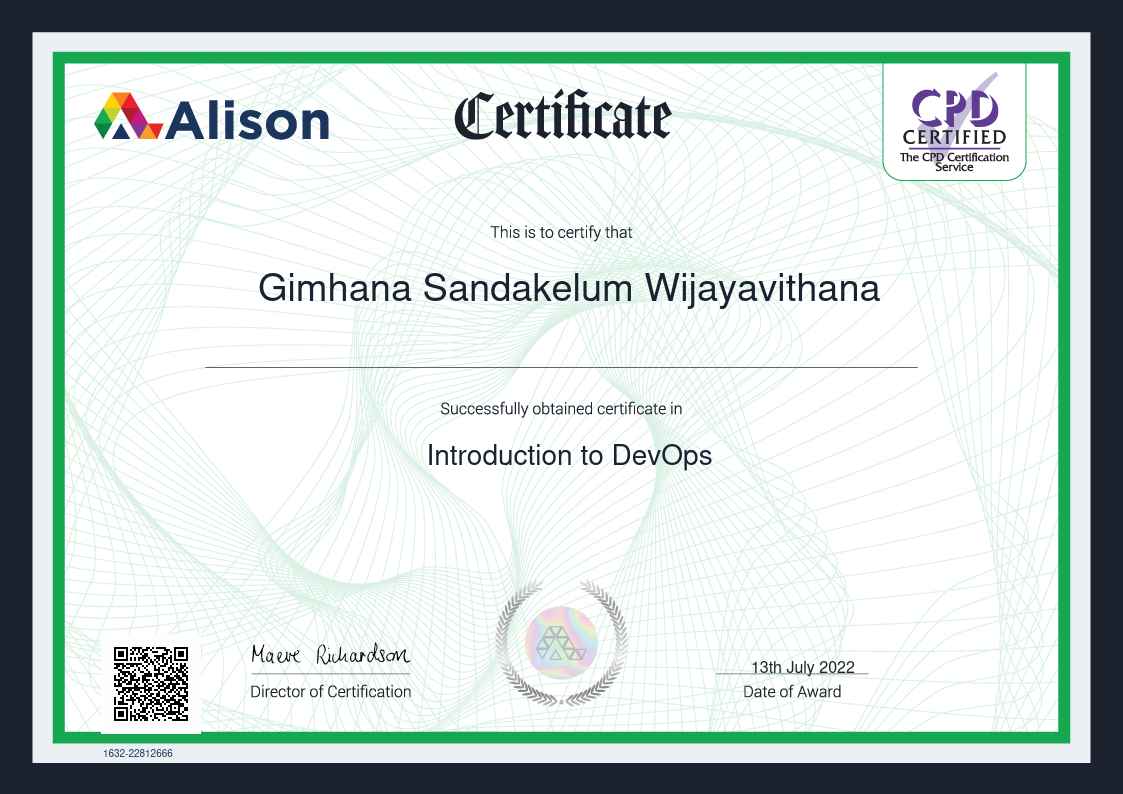 Alison
Certificate
CPD
CERTIFIED
The CPD Certification
Service
This is to certify that
Gimhana Sandakelum Wijayavithana
Successfully obtained certificate in
Introduction to DevOps
Maeve Richardson
Director of Certification
13th July 2022
Date of Award
1632-22812666